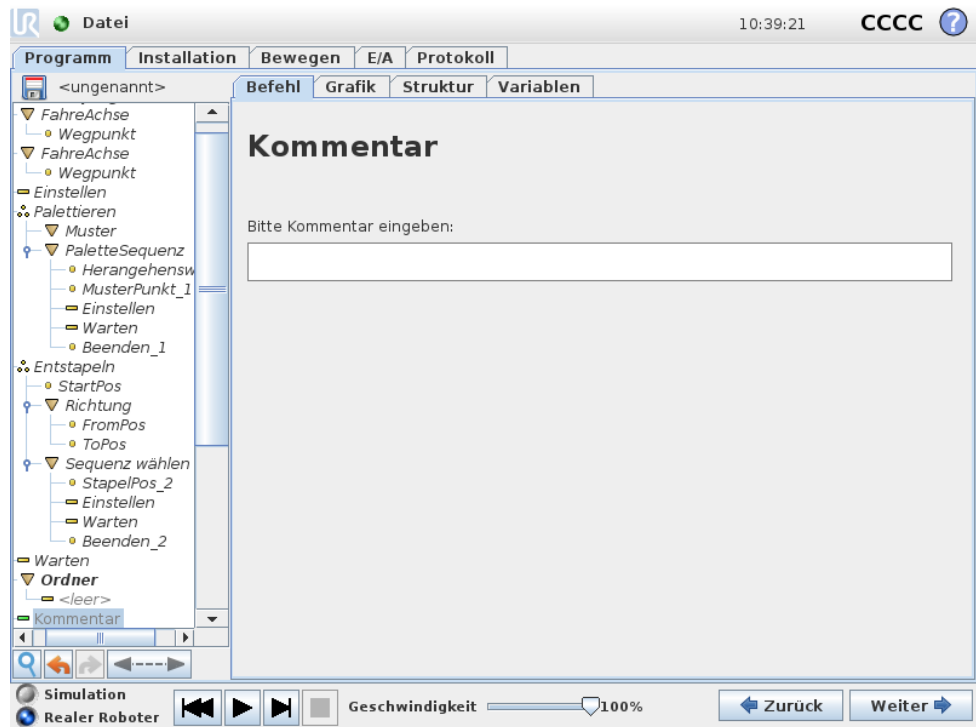 Datei
10:39:21
CCCC
?
Programm
Installation
Bewegen
E/A
Protokoll
<ungenannt>
Befehl
Grafik
Struktur
Variablen
FahreAchse
Wegpunkt
FahreAchse
Wegpunkt
Einstellen
Palettieren
Muster
PaletteSequenz
Herangehensw
MusterPunkt_1
Einstellen
Warten
Beenden_1
Entstapeln
StartPos
Richtung
FromPos
ToPos
Sequenz wählen
StapelPos_2
Einstellen
Warten
Beenden_2
Warten
Ordner
<leer>
Kommentar
Kommentar
Bitte Kommentar eingeben:
Simulation
Realer Roboter
Geschwindigkeit
100%
Zurück
Weiter